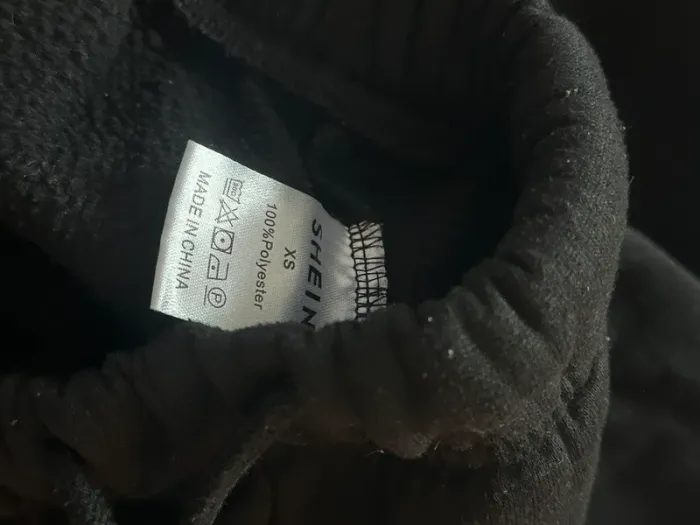 SHEIN
XS
100%Polyester
P
MADE IN CHINA